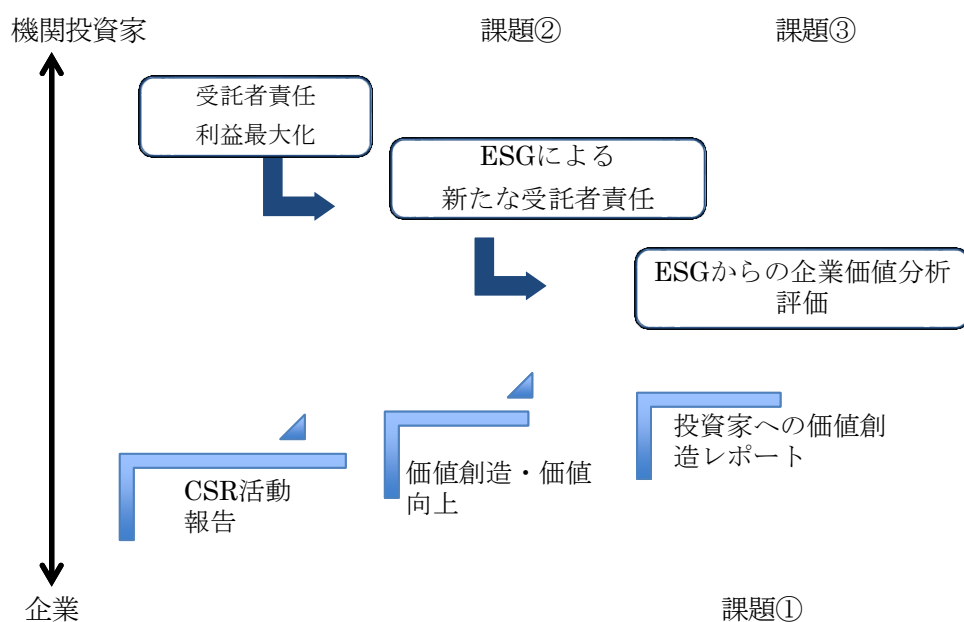 機関投資家
課題②
課題③
受託者責任
利益最大化
ESGによる
新たな受託者責任
ESGからの企業価値分析
評価
投資家への価値創
造レポート
価値創造・価値
向上
CSR活動
報告
企業
課題①